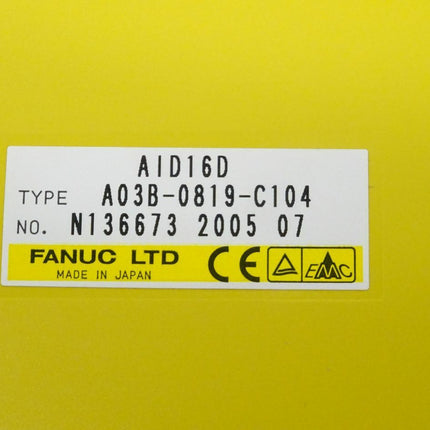 AID16D
TYPE A03B-0819-C104
NO. N136673 2005 07
FANUC LTD
MADE IN JAPAN
CE
EMC